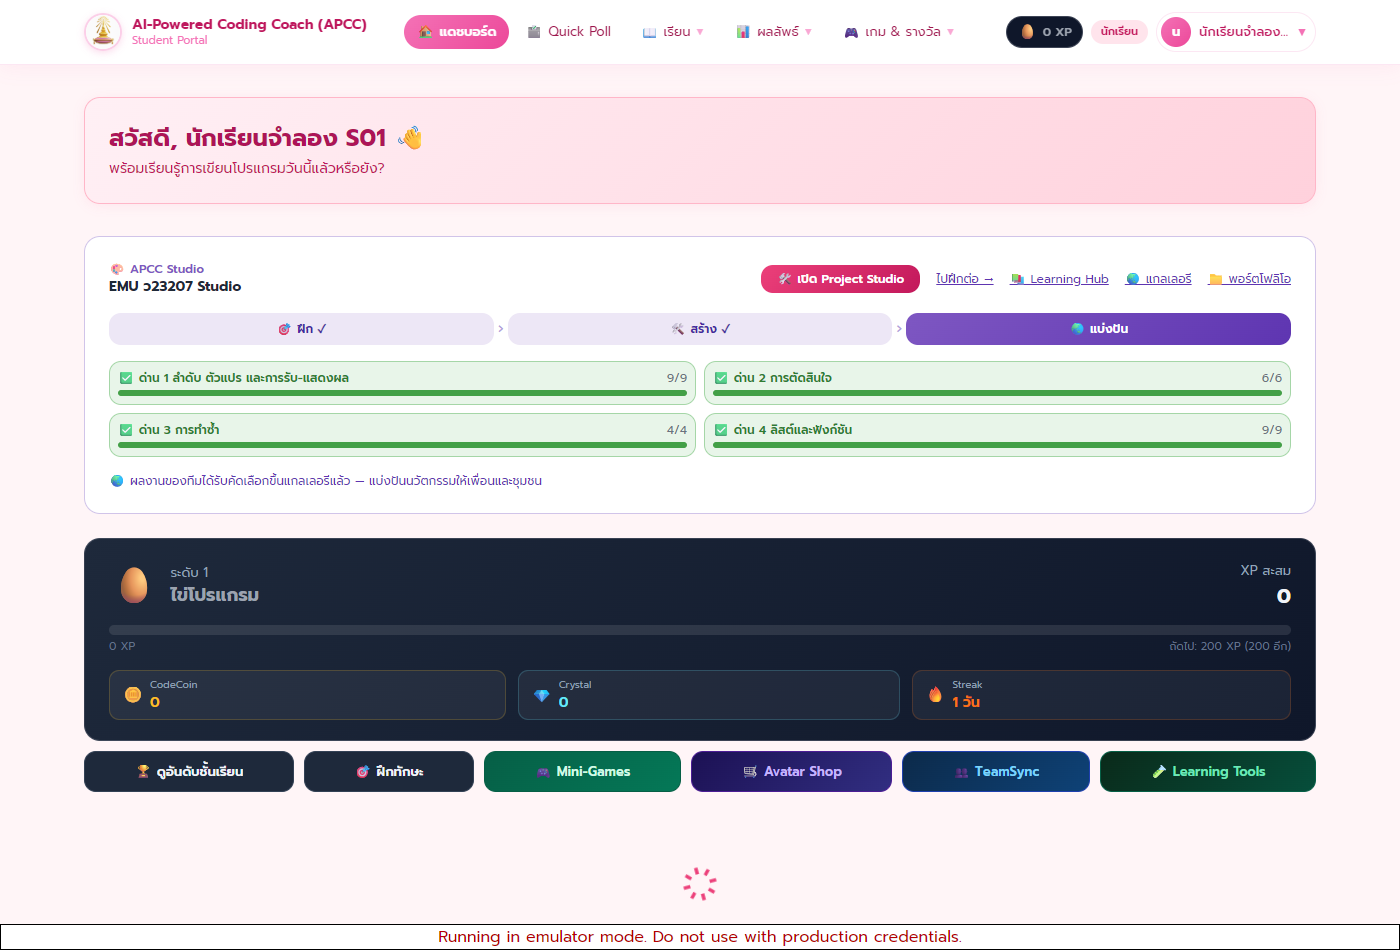 AI-Powered Coding Coach (APCC)
Student Portal
แดชบอร์ด
Quick Poll
เรียน
ผลลัพธ์
เกม & รางวัล
0 XP
นักเรียน
น
นักเรียนจำลอง...
สวัสดี, นักเรียนจำลอง S01
พร้อมเรียนรู้การเขียนโปรแกรมวันนี้แล้วหรือยัง?
APCC Studio
EMU ว23207 Studio
เปิด Project Studio
ไปฝึกต่อ →
Learning Hub
แกลเลอรี
พอร์ตโฟลิโอ
ฝึก ✓
สร้าง ✓
แบ่งปัน
ด่าน 1 ลำดับ ตัวแปร และการรับ-แสดงผล 9/9
ด่าน 2 การตัดสินใจ 6/6
ด่าน 3 การทำซ้ำ 4/4
ด่าน 4 ลิสต์และฟังก์ชัน 9/9
ผลงานของทีมได้รับคัดเลือกขึ้นแกลเลอรีแล้ว — แบ่งปันนวัตกรรมให้เพื่อนและชุมชน
ระดับ 1
ไข่โปรแกรม
XP สะสม
0
0 XP
ถัดไป: 200 XP (200 อีก)
CodeCoin
0
Crystal
0
Streak
1 วัน
ดูอันดับชั้นเรียน
ฝึกทักษะ
Mini-Games
Avatar Shop
TeamSync
Learning Tools
Running in emulator mode. Do not use with production credentials.